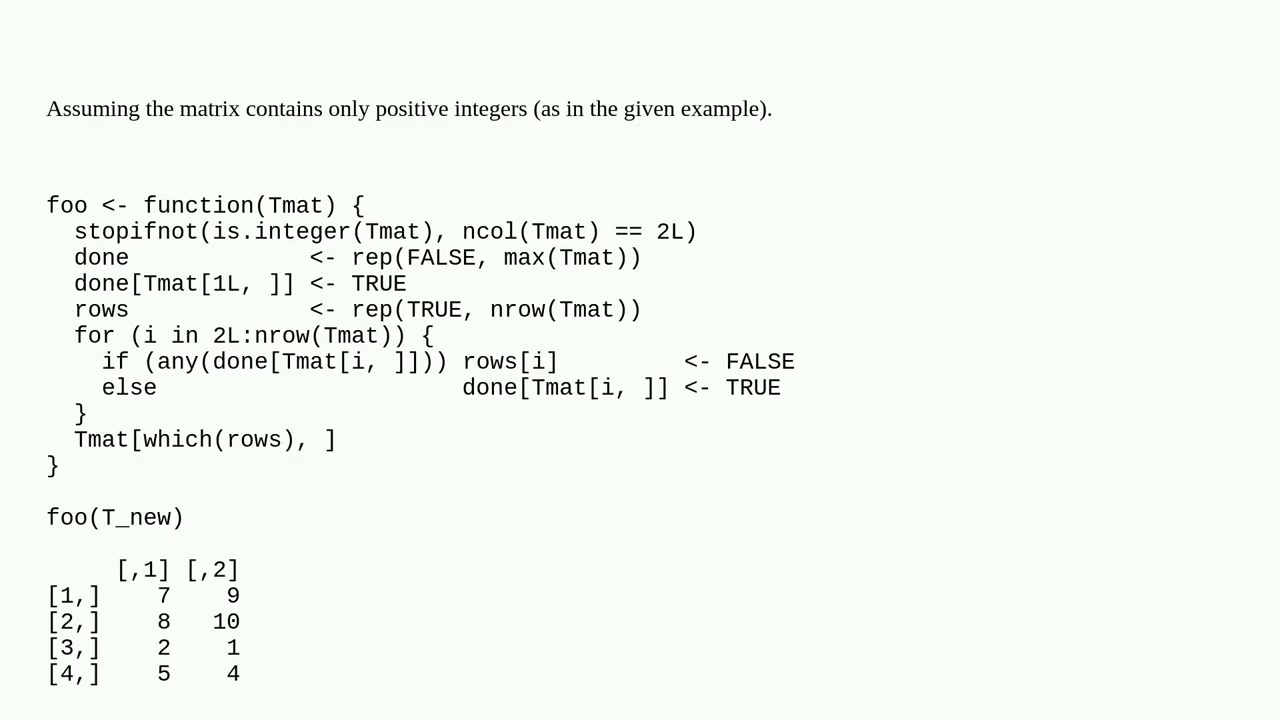 Assuming the matrix contains only positive integers (as in the given example).
foo <- function(Tmat) {
  stopifnot(is.integer(Tmat), ncol(Tmat) == 2L)
  done             <- rep(FALSE, max(Tmat))
  done[Tmat[1L, ]] <- TRUE
  rows             <- rep(TRUE, nrow(Tmat))
  for (i in 2L:nrow(Tmat)) {
    if (any(done[Tmat[i, ]])) rows[i]         <- FALSE
    else                      done[Tmat[i, ]] <- TRUE
  }
  Tmat[which(rows), ]
}
foo(T_new)
     [,1] [,2]
[1,]    7    9
[2,]    8   10
[3,]    2    1
[4,]    5    4